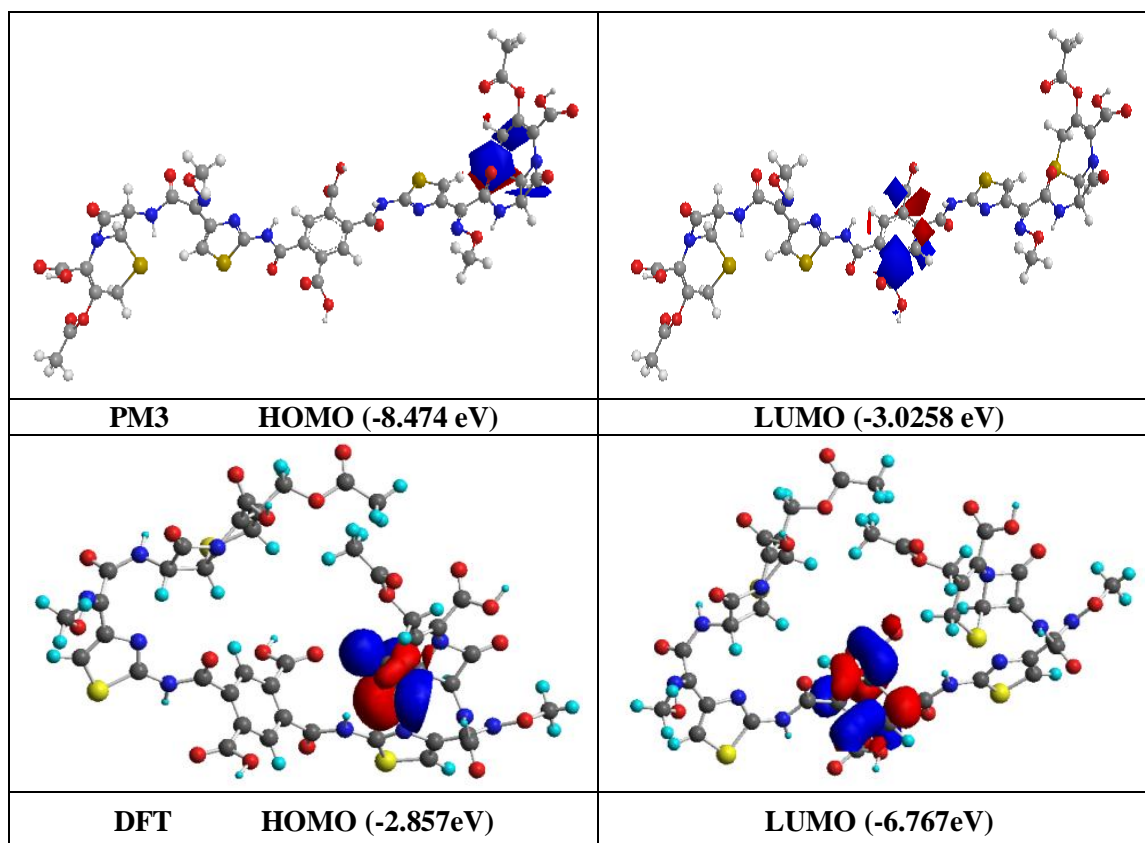 PM3 HOMO (-8.474 eV)
LUMO (-3.0258 eV)
DFT HOMO (-2.857eV)
LUMO (-6.767eV)